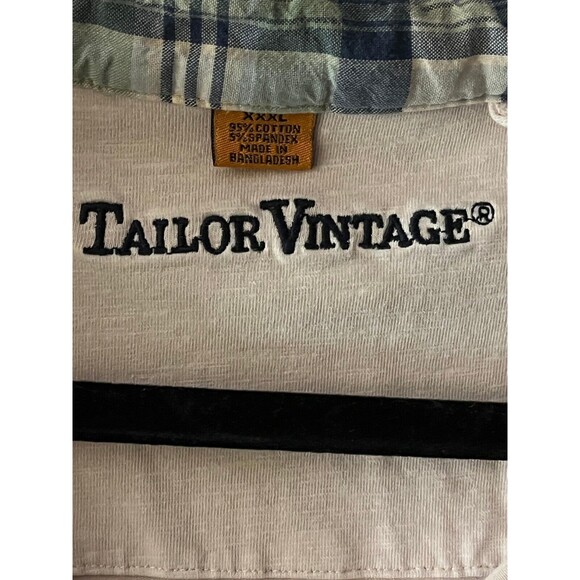 XXXL
95% COTTON
5% SPANDEX
MADE IN
BANGLADESH
TAILOR VINTAGE®